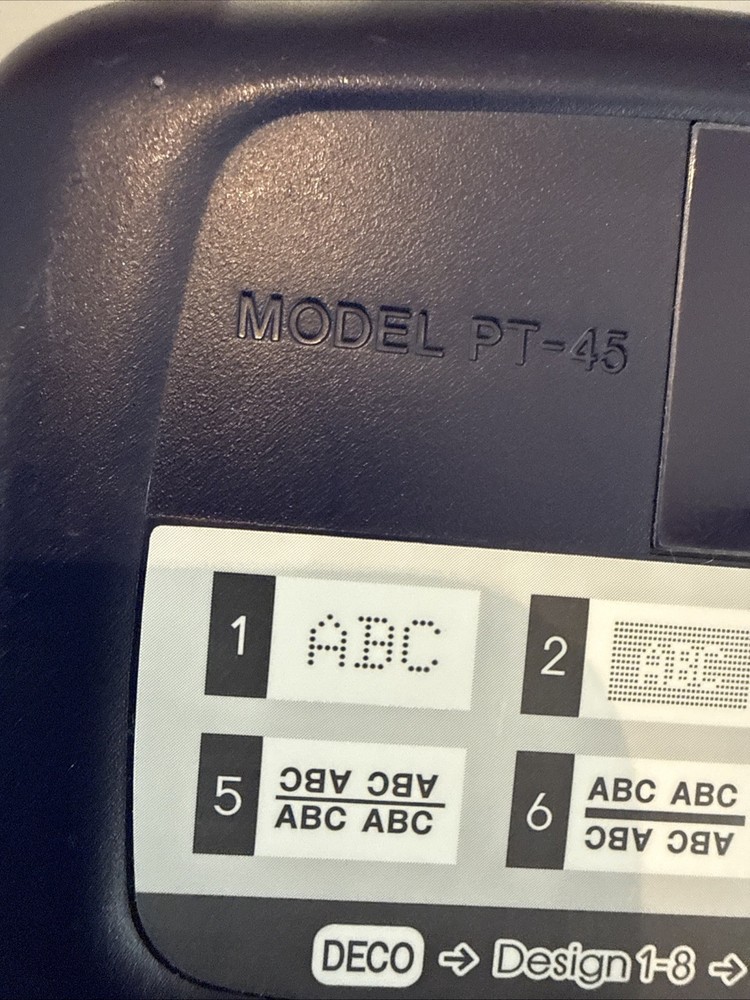 MODEL PT-45
1 ABC
2 ABC
5 ABC ABC
ABC ABC
6 ABC ABC
ABC ABC
DECO ⇨ Design 1-8 ⇨